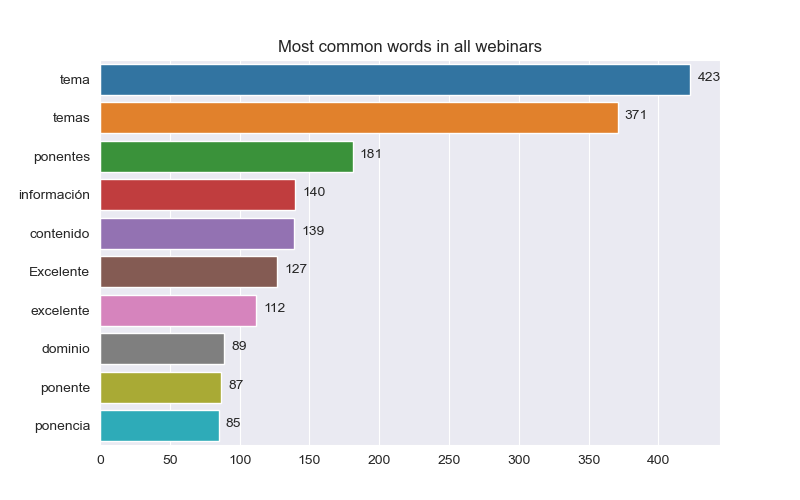 Most common words in all webinars
tema 423
temas 371
ponentes 181
información 140
contenido 139
Excelente 127
excelente 112
dominio 89
ponente 87
ponencia 85
0 50 100 150 200 250 300 350 400